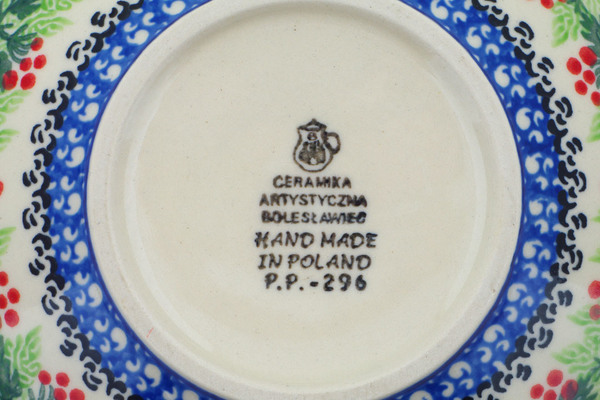 CERAMIKA
ARTYSTYCZNA
BOLESŁAWIEC
HAND MADE
IN POLAND
P.P.-296